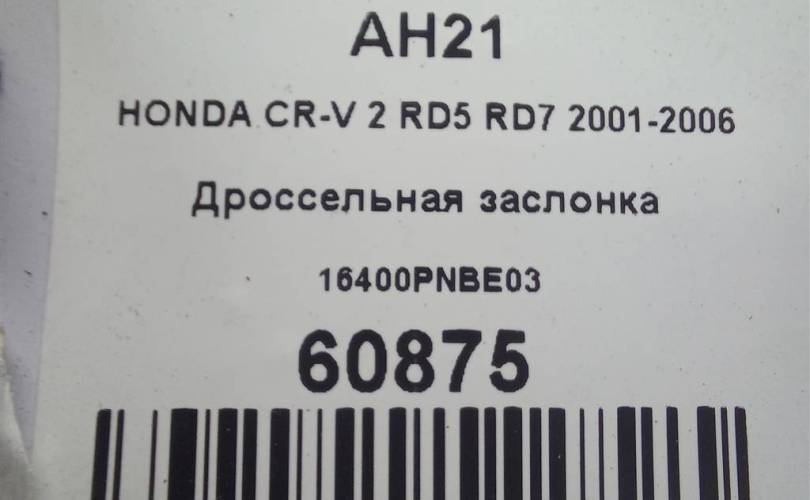 AH21
HONDA CR-V 2 RD5 RD7 2001-2006
Дроссельная заслонка
16400PNBE03
60875